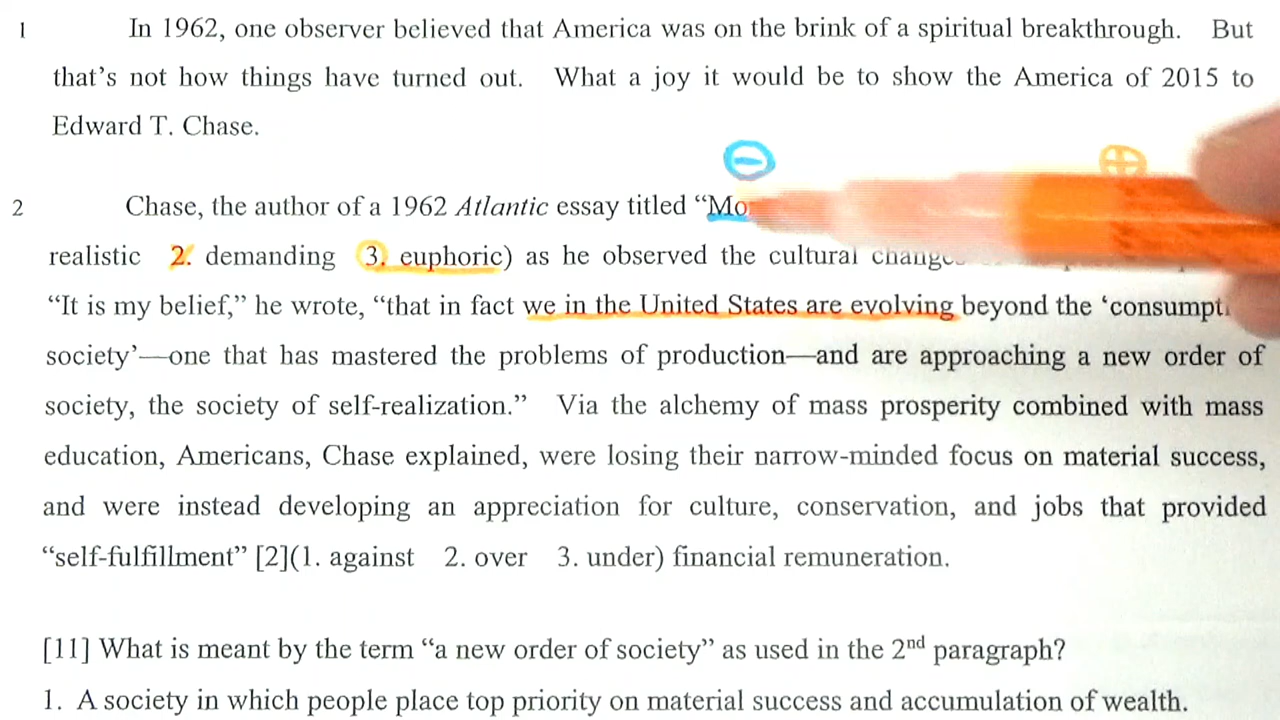 1 In 1962, one observer believed that America was on the brink of a spiritual breakthrough. But
that’s not how things have turned out. What a joy it would be to show the America of 2015 to
Edward T. Chase.
2 Chase, the author of a 1962 Atlantic essay titled “Mo
realistic 2. demanding 3. euphoric) as he observed the cultural
“It is my belief,” he wrote, “that in fact we in the United States are evolving beyond the ‘consumpt
society’—one that has mastered the problems of production—and are approaching a new order of
society, the society of self-realization.” Via the alchemy of mass prosperity combined with mass
education, Americans, Chase explained, were losing their narrow-minded focus on material success,
and were instead developing an appreciation for culture, conservation, and jobs that provided
“self-fulfillment” [2](1. against 2. over 3. under) financial remuneration.
[11] What is meant by the term “a new order of society” as used in the 2nd paragraph?
1. A society in which people place top priority on material success and accumulation of wealth.